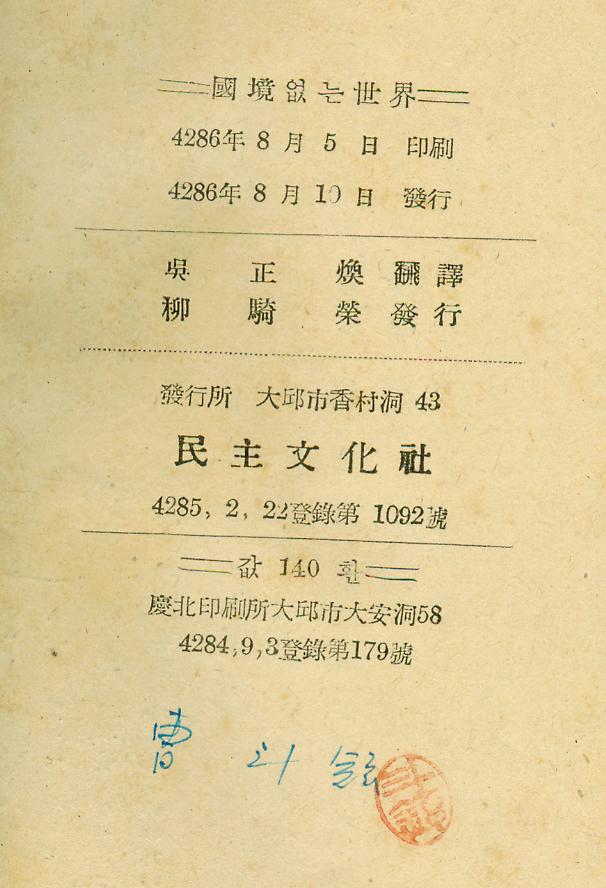 國境없는世界
4286年 8 月 5 日 印刷
4286年 8 月 10 日 發行
吳 正 煥 飜 譯
柳 騎 榮 發 行
發行所 大邱市香村洞 43
民主文化社
4285, 2, 22登錄第 1092號
값 140 환
慶北印刷所大邱市大安洞58
4284,9,3登錄第179號
曺 斗